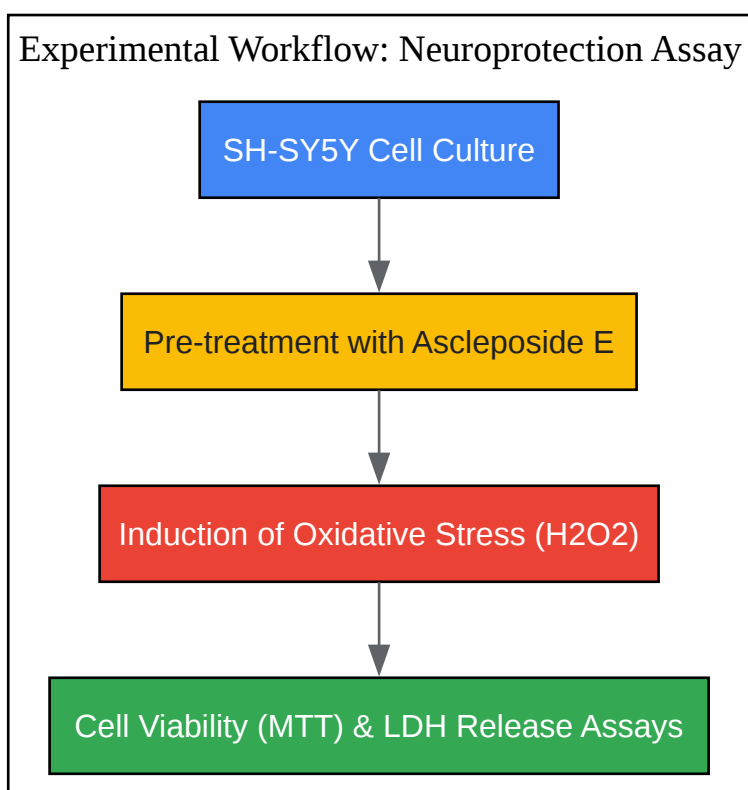 Experimental Workflow: Neuroprotection Assay
SH-SY5Y Cell Culture
Pre-treatment with Ascleposide E
Induction of Oxidative Stress (H2O2)
Cell Viability (MTT) & LDH Release Assays